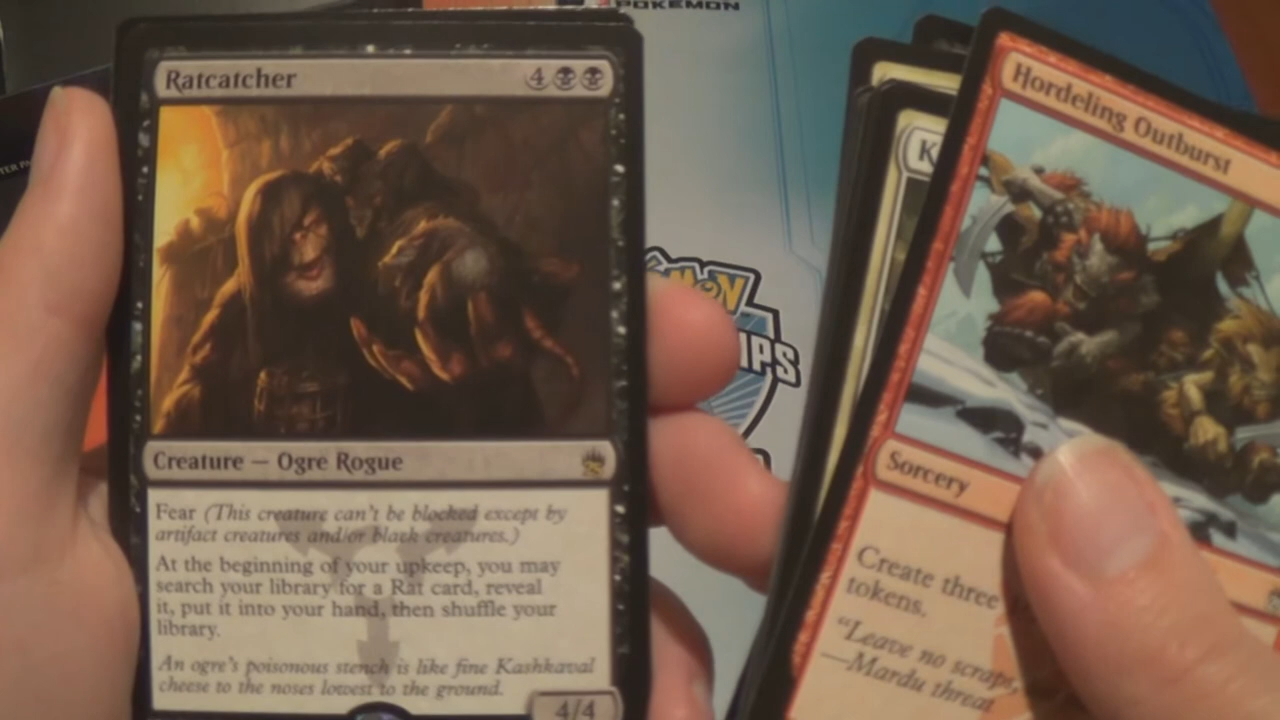 POKÉMON
Ratcatcher 4
Creature — Ogre Rogue
Fear (This creature can't be blocked except by
artifact creatures and/or black creatures.)
At the beginning of your upkeep, you may
search your library for a Rat card, reveal
it, put it into your hand, then shuffle your
library.
An ogre's poisonous stench is like fine Kashkaval
cheese to the noses lowest to the ground.
4/4
K
Hordeling Outburst
Sorcery
Create three
tokens.
"Leave no scraps,
—Mardu threat